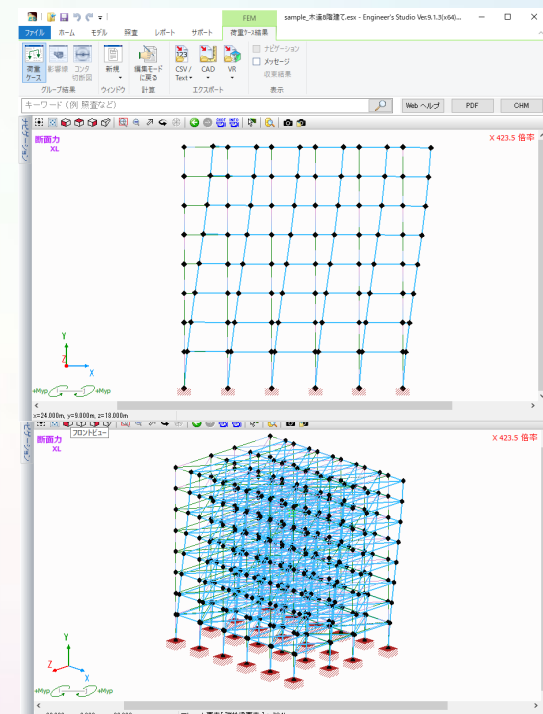 FEM
sample_木造8階建て.esx - Engineer's Studio Ver.9.1.3(x64)...
ファイル ホーム モデル 照査 レポート サポート 荷重ケース結果
荷重ケース
影響線
コンタ切断図
新規
編集モードに戻る
CSV / Text
CAD
VR
ナビゲーション
メッセージ
収束結果
グループ結果 ウィンドウ 計算 エクスポート 表示
キーワード (例 照査など)
Web ヘルプ PDF CHM
断面力
XL
X 423.5 倍率
Y
Z
X
+Myp +Myp
x=24.000m, y=9.000m, z=18.000m
フロントビュー
断面力
XL
X 423.5 倍率
Y
Z
X
+Myp +Myp